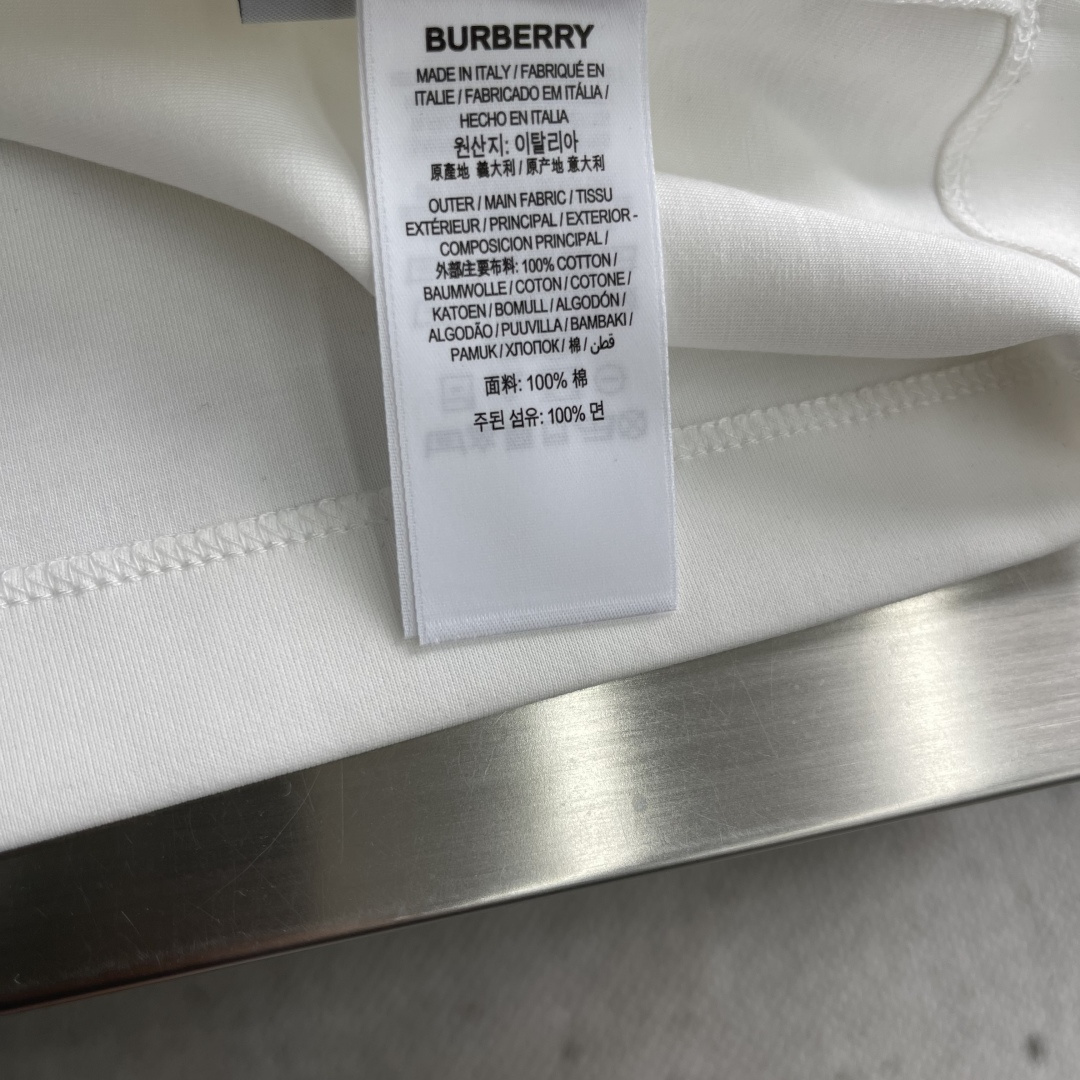 BURBERRY
MADE IN ITALY / FABRIQUÉ EN
ITALIE / FABRICADO EM ITÁLIA /
HECHO EN ITALIA
원산지: 이탈리아
原產地 義大利 / 原产地 意大利
OUTER / MAIN FABRIC / TISSU
EXTÉRIEUR / PRINCIPAL / EXTERIOR -
COMPOSICION PRINCIPAL /
外部/主要布料: 100% COTTON /
BAUMWOLLE / COTON / COTONE /
KATOEN / BOMULL / ALGODÓN /
ALGODÃO / PUUVILLA / BAMBAKI /
PAMUK / ХЛОПОК / 棉 / قطن
面料: 100% 棉
주된 섬유: 100% 면